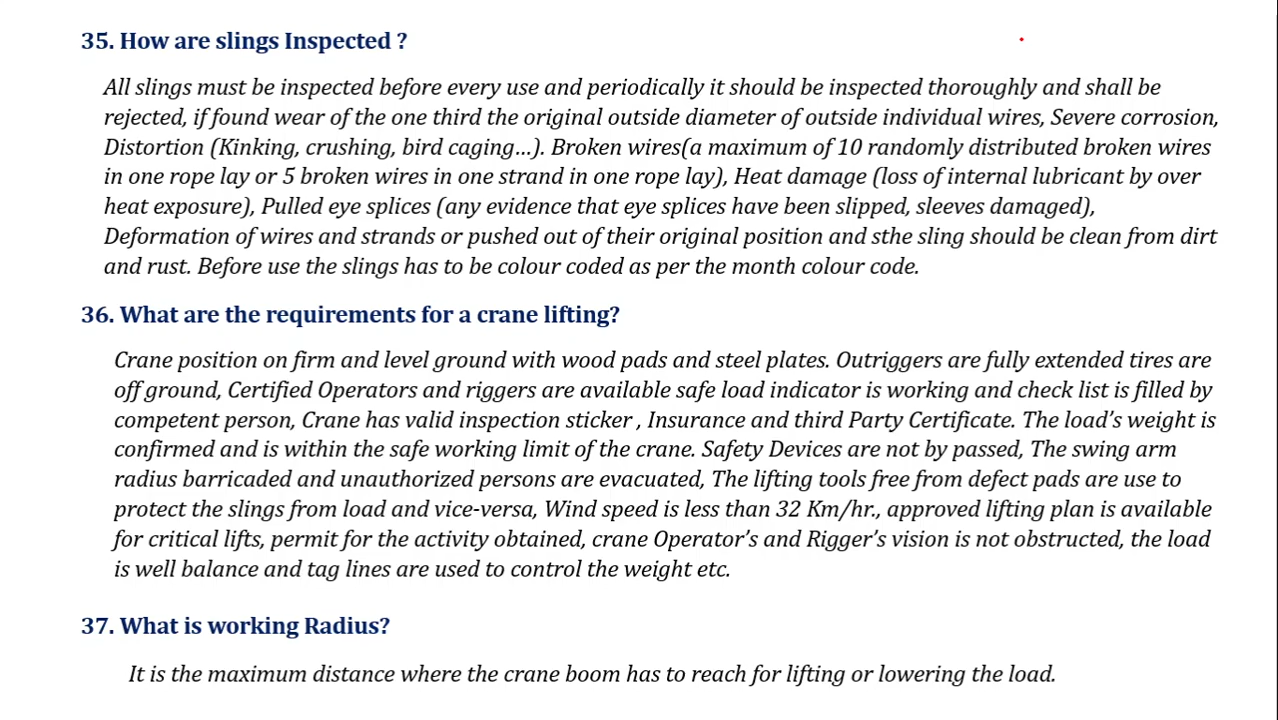 35. How are slings Inspected ?
All slings must be inspected before every use and periodically it should be inspected thoroughly and shall be
rejected, if found wear of the one third the original outside diameter of outside individual wires, Severe corrosion,
Distortion (Kinking, crushing, bird caging...). Broken wires(a maximum of 10 randomly distributed broken wires
in one rope lay or 5 broken wires in one strand in one rope lay), Heat damage (loss of internal lubricant by over
heat exposure), Pulled eye splices (any evidence that eye splices have been slipped, sleeves damaged),
Deformation of wires and strands or pushed out of their original position and sthe sling should be clean from dirt
and rust. Before use the slings has to be colour coded as per the month colour code.
36. What are the requirements for a crane lifting?
Crane position on firm and level ground with wood pads and steel plates. Outriggers are fully extended tires are
off ground, Certified Operators and riggers are available safe load indicator is working and check list is filled by
competent person, Crane has valid inspection sticker , Insurance and third Party Certificate. The load's weight is
confirmed and is within the safe working limit of the crane. Safety Devices are not by passed, The swing arm
radius barricaded and unauthorized persons are evacuated, The lifting tools free from defect pads are use to
protect the slings from load and vice-versa, Wind speed is less than 32 Km/hr., approved lifting plan is available
for critical lifts, permit for the activity obtained, crane Operator's and Rigger's vision is not obstructed, the load
is well balance and tag lines are used to control the weight etc.
37. What is working Radius?
It is the maximum distance where the crane boom has to reach for lifting or lowering the load.